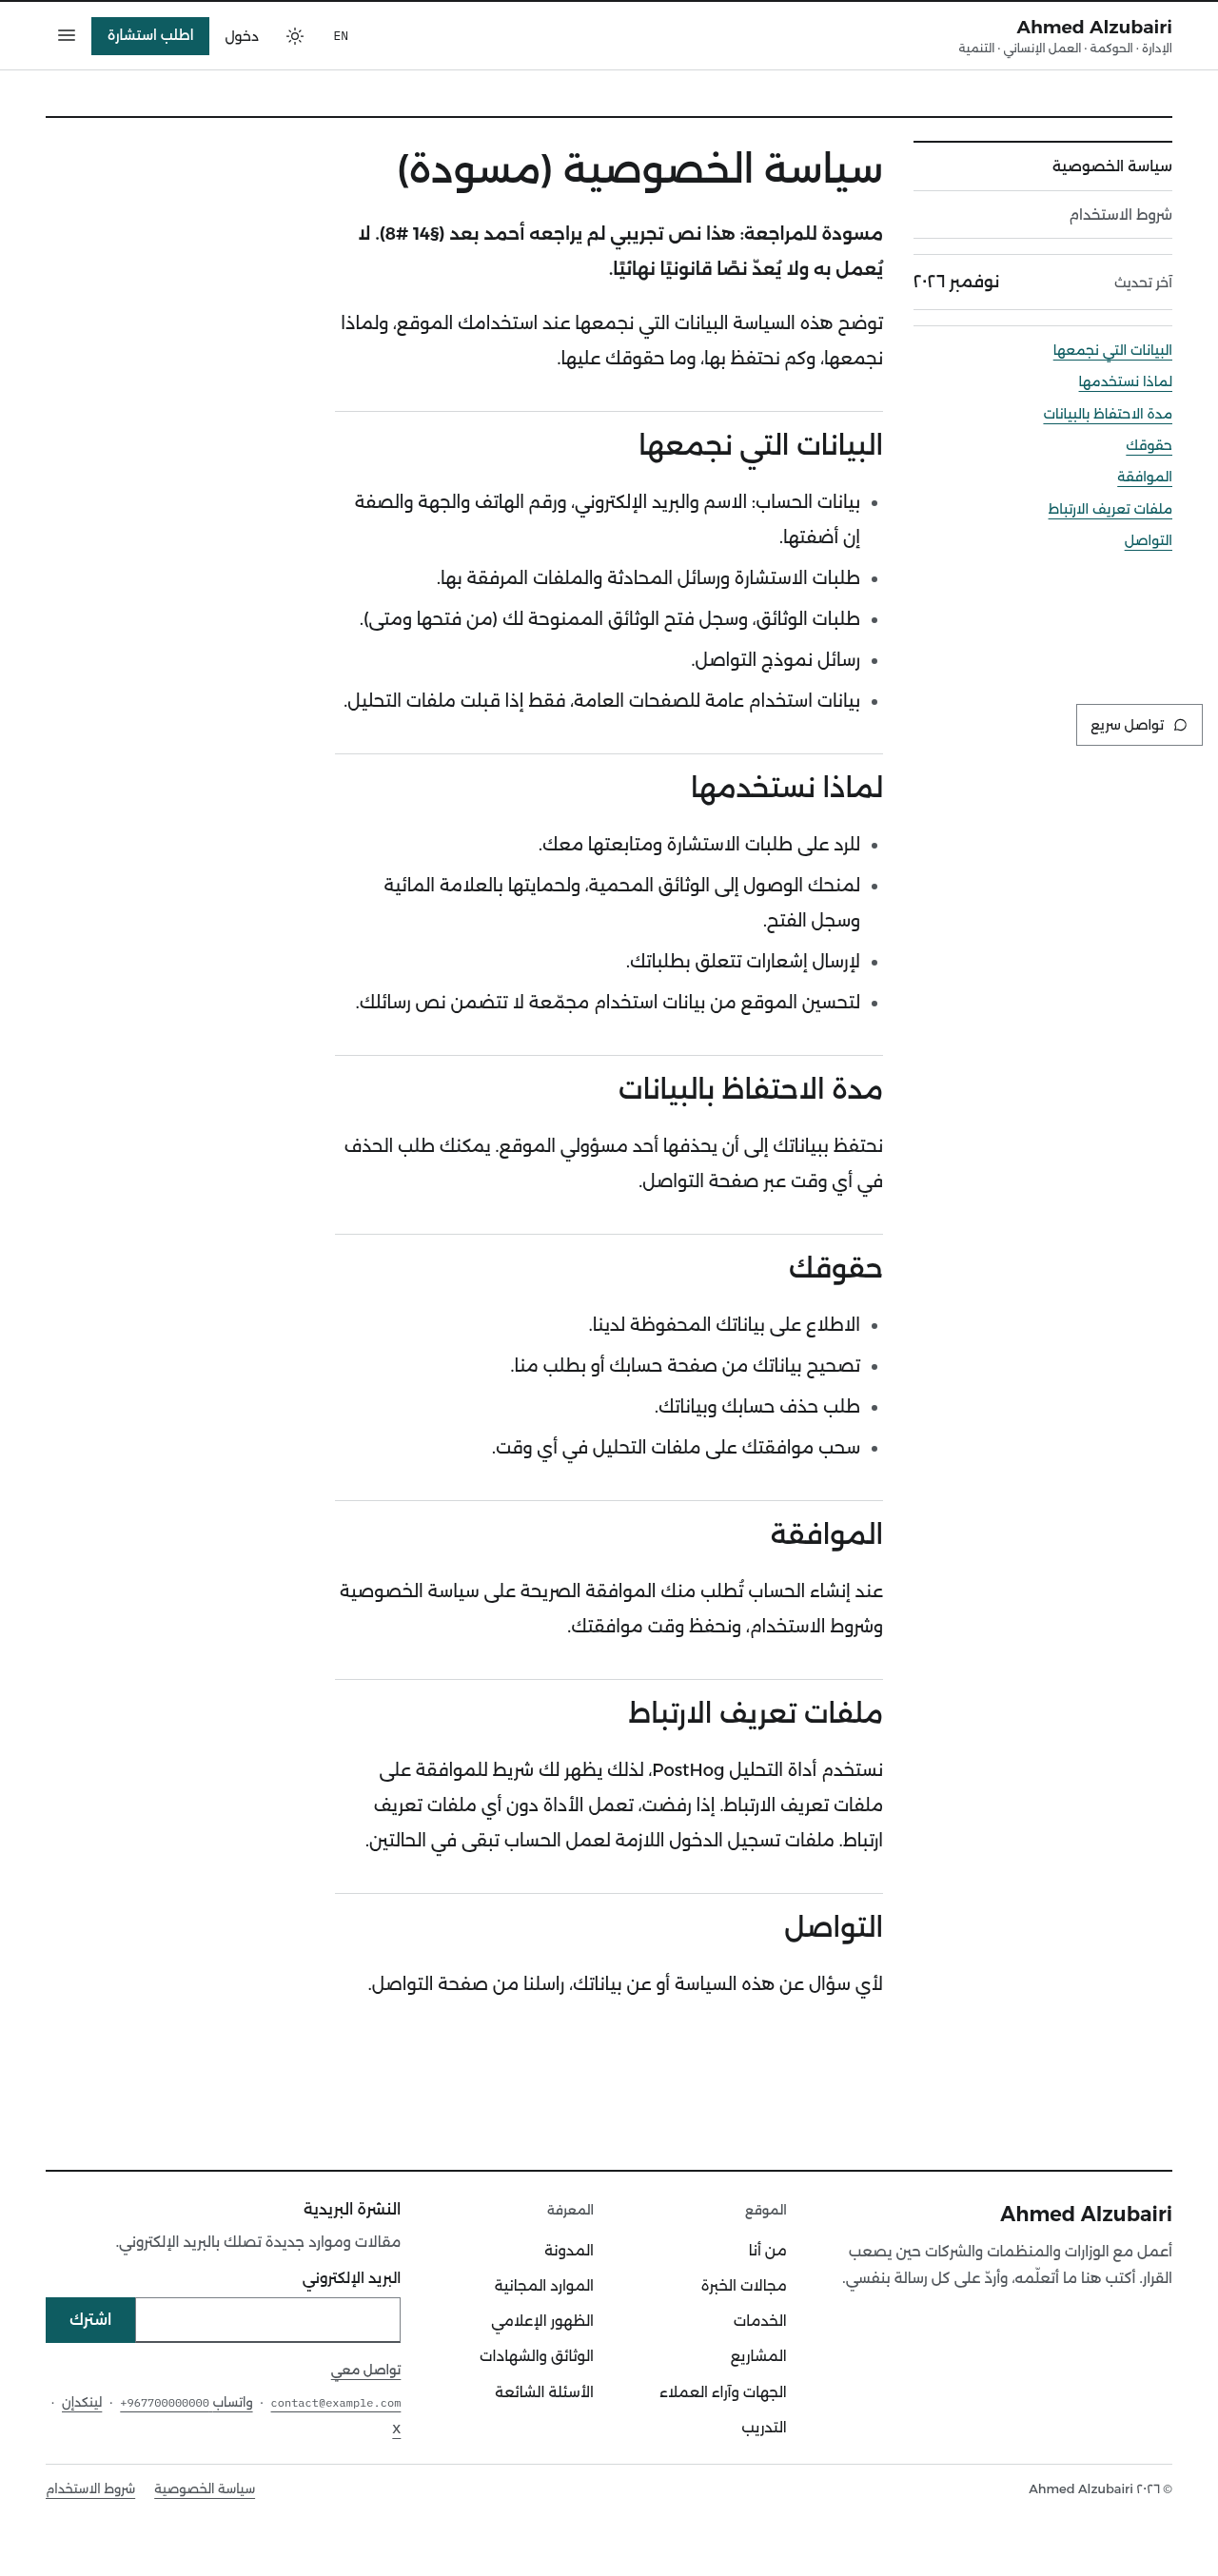 Ahmed Alzubairi
الإدارة · الحوكمة · العمل الإنساني · التنمية
EN
دخول
اطلب استشارة
سياسة الخصوصية
شروط الاستخدام
آخر تحديث
نوفمبر ٢٠٢٦
البيانات التي نجمعها
لماذا نستخدمها
مدة الاحتفاظ بالبيانات
حقوقك
الموافقة
ملفات تعريف الارتباط
التواصل
تواصل سريع
سياسة الخصوصية (مسودة)
مسودة للمراجعة: هذا نص تجريبي لم يراجعه أحمد بعد (§14 #8). لا
يُعمل به ولا يُعدّ نصًا قانونيًا نهائيًا.
توضح هذه السياسة البيانات التي نجمعها عند استخدامك الموقع، ولماذا
نجمعها، وكم نحتفظ بها، وما حقوقك عليها.
البيانات التي نجمعها
• بيانات الحساب: الاسم والبريد الإلكتروني، ورقم الهاتف والجهة والصفة
إن أضفتها.
• طلبات الاستشارة ورسائل المحادثة والملفات المرفقة بها.
• طلبات الوثائق، وسجل فتح الوثائق الممنوحة لك (من فتحها ومتى).
• رسائل نموذج التواصل.
• بيانات استخدام عامة للصفحات العامة، فقط إذا قبلت ملفات التحليل.
لماذا نستخدمها
• للرد على طلبات الاستشارة ومتابعتها معك.
• لمنحك الوصول إلى الوثائق المحمية، ولحمايتها بالعلامة المائية
وسجل الفتح.
• لإرسال إشعارات تتعلق بطلباتك.
• لتحسين الموقع من بيانات استخدام مجمّعة لا تتضمن نص رسائلك.
مدة الاحتفاظ بالبيانات
نحتفظ ببياناتك إلى أن يحذفها أحد مسؤولي الموقع. يمكنك طلب الحذف
في أي وقت عبر صفحة التواصل.
حقوقك
• الاطلاع على بياناتك المحفوظة لدينا.
• تصحيح بياناتك من صفحة حسابك أو بطلب منا.
• طلب حذف حسابك وبياناتك.
• سحب موافقتك على ملفات التحليل في أي وقت.
الموافقة
عند إنشاء الحساب تُطلب منك الموافقة الصريحة على سياسة الخصوصية
وشروط الاستخدام، ونحفظ وقت موافقتك.
ملفات تعريف الارتباط
نستخدم أداة التحليل PostHog، لذلك يظهر لك شريط للموافقة على
ملفات تعريف الارتباط. إذا رفضت، تعمل الأداة دون أي ملفات تعريف
ارتباط. ملفات تسجيل الدخول اللازمة لعمل الحساب تبقى في الحالتين.
التواصل
لأي سؤال عن هذه السياسة أو عن بياناتك، راسلنا من صفحة التواصل.
Ahmed Alzubairi
أعمل مع الوزارات والمنظمات والشركات حين يصعب
القرار. أكتب هنا ما أتعلّمه، وأردّ على كل رسالة بنفسي.
الموقع
من أنا
مجالات الخبرة
الخدمات
المشاريع
الجهات وآراء العملاء
التدريب
المعرفة
المدونة
الموارد المجانية
الظهور الإعلامي
الوثائق والشهادات
الأسئلة الشائعة
النشرة البريدية
مقالات وموارد جديدة تصلك بالبريد الإلكتروني.
البريد الإلكتروني
اشترك
تواصل معي
contact@example.com · واتساب +967700000000 · لينكدإن ·
X
© ٢٠٢٦ Ahmed Alzubairi
سياسة الخصوصية
شروط الاستخدام